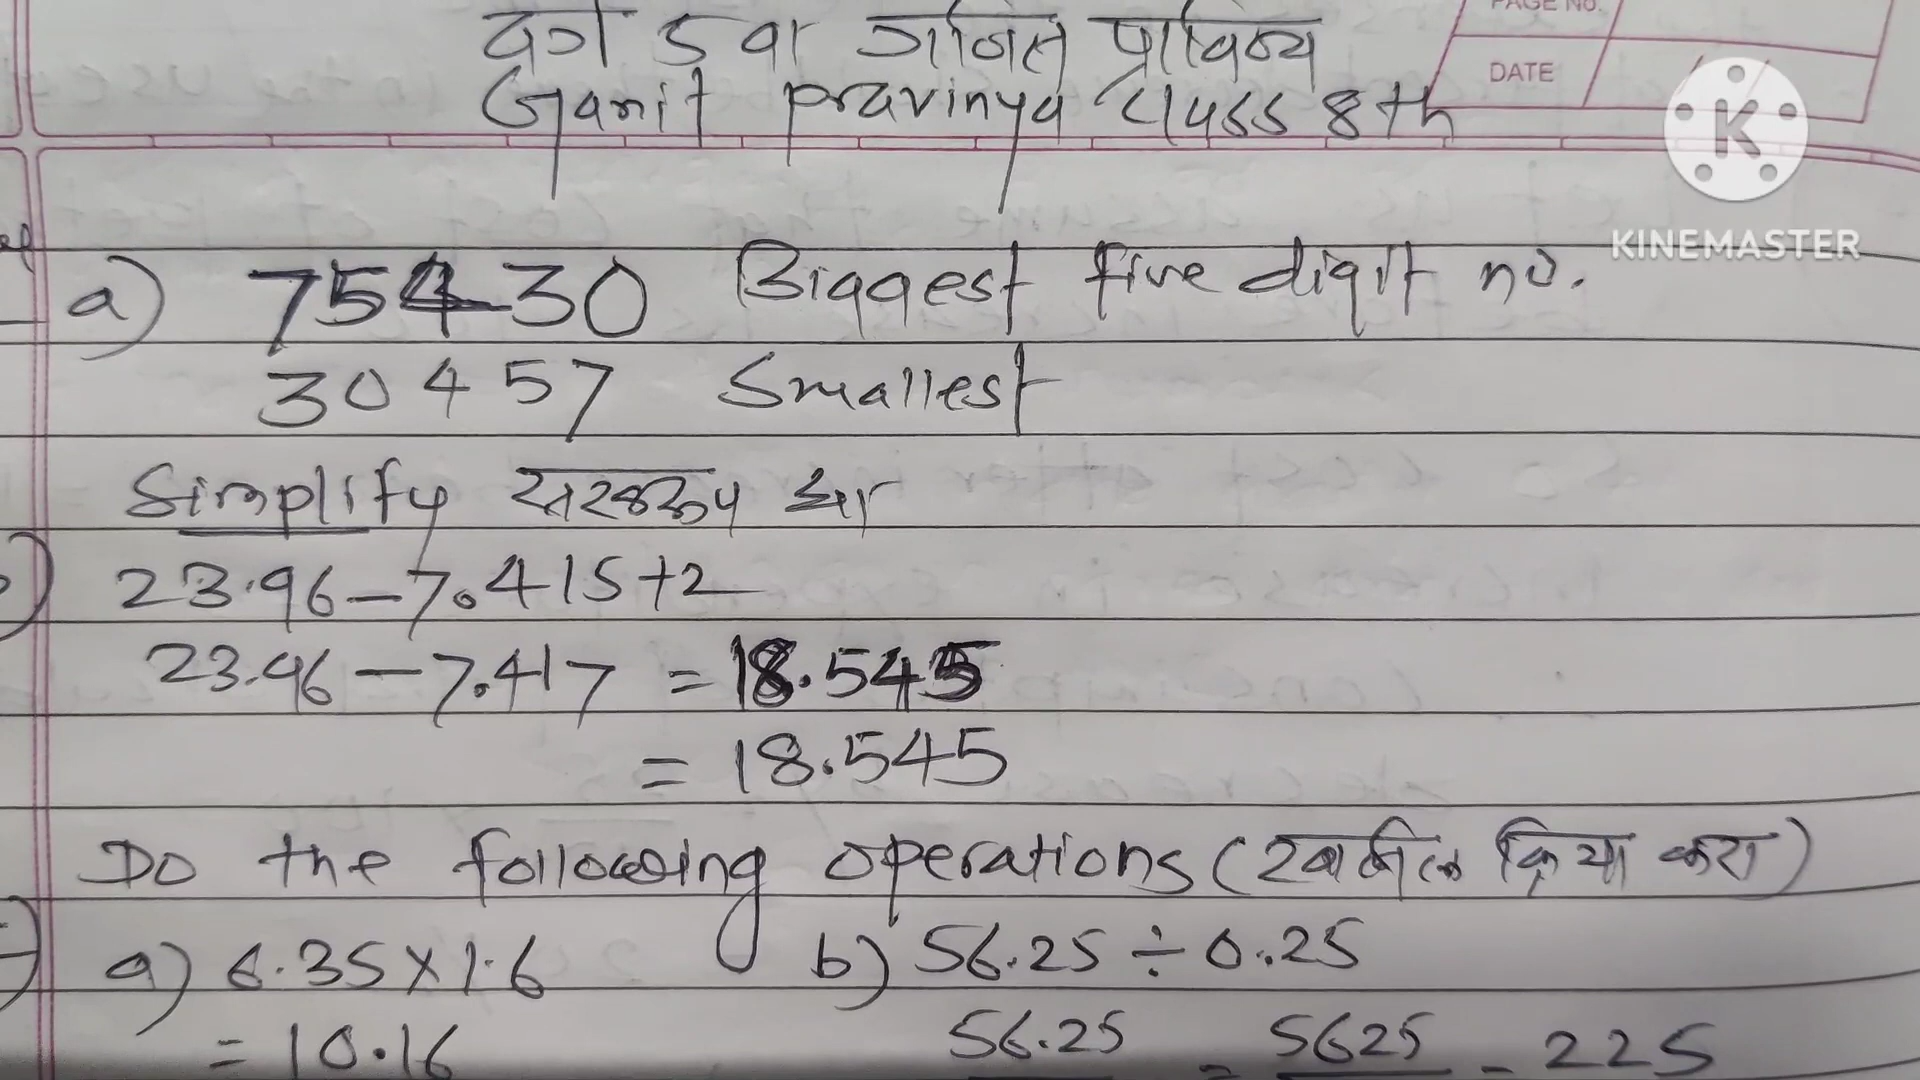 वर्ग 8 वा गणित प्राविण्य
Ganit pravinya class 8th
PAGE NO.
DATE
KINEMASTER
a) 75430 Biggest five digit no.
30457 Smallest
Simplify सरळरूप द्या
23.96-7.415+2
23.96-7.417 = 18.545
= 18.545
Do the following operations ( क्रिया करा)
a) 6.35×1.6 b) 56.25÷0.25
= 10.16 56.25 = 5625 = 225